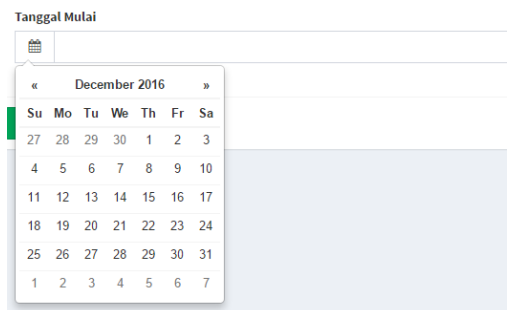 Tanggal Mulai
« December 2016 »
Su Mo Tu We Th Fr Sa
27 28 29 30 1 2 3
4 5 6 7 8 9 10
11 12 13 14 15 16 17
18 19 20 21 22 23 24
25 26 27 28 29 30 31
1 2 3 4 5 6 7